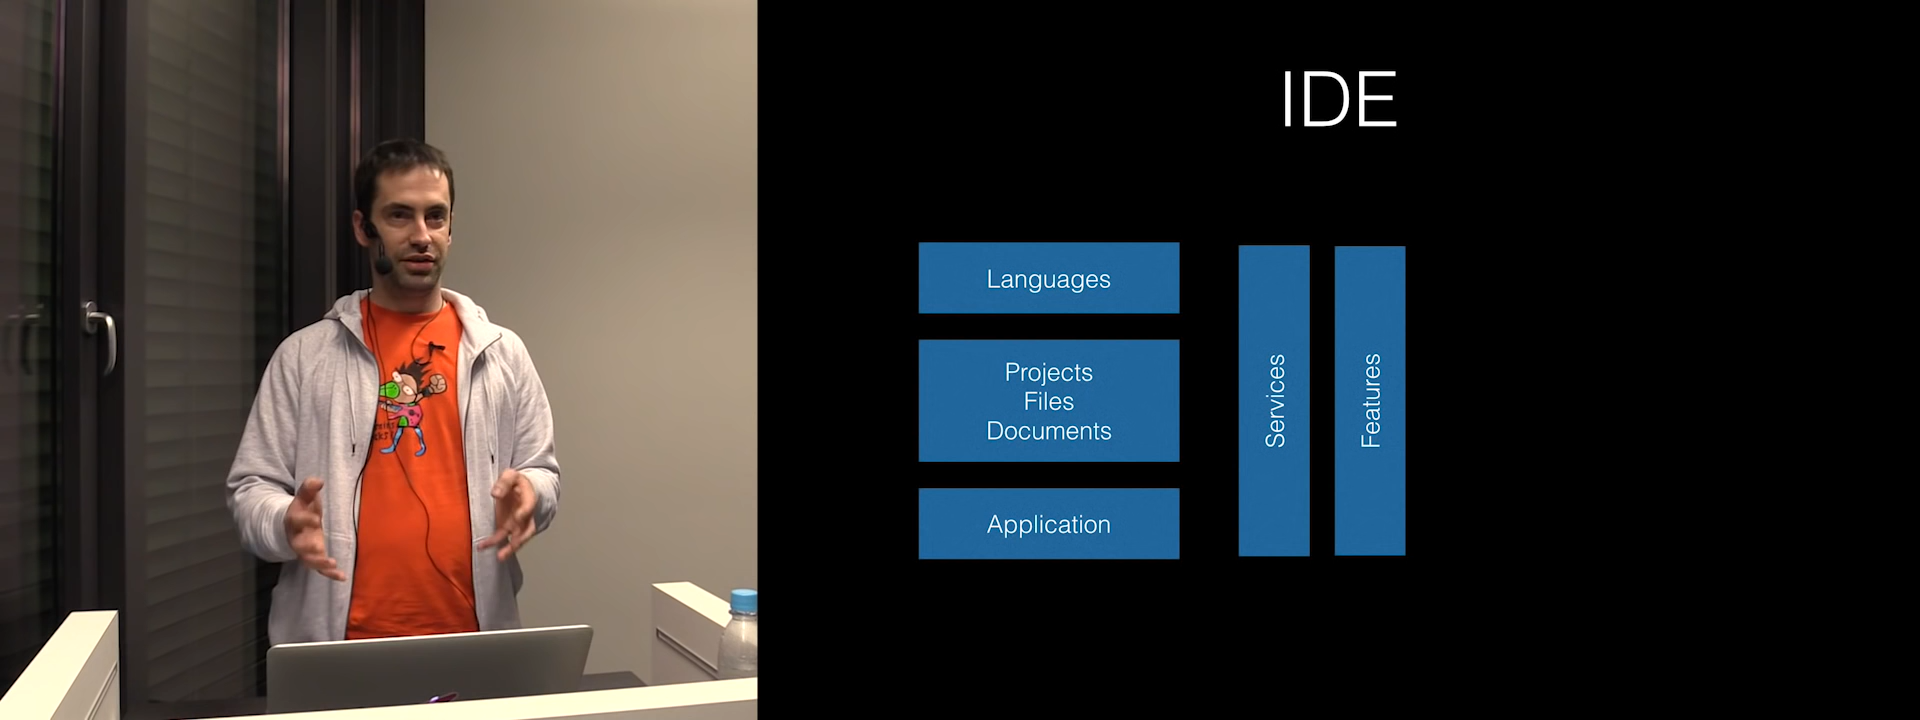 IDE
Languages
Projects
Files
Documents
Application
Services
Features